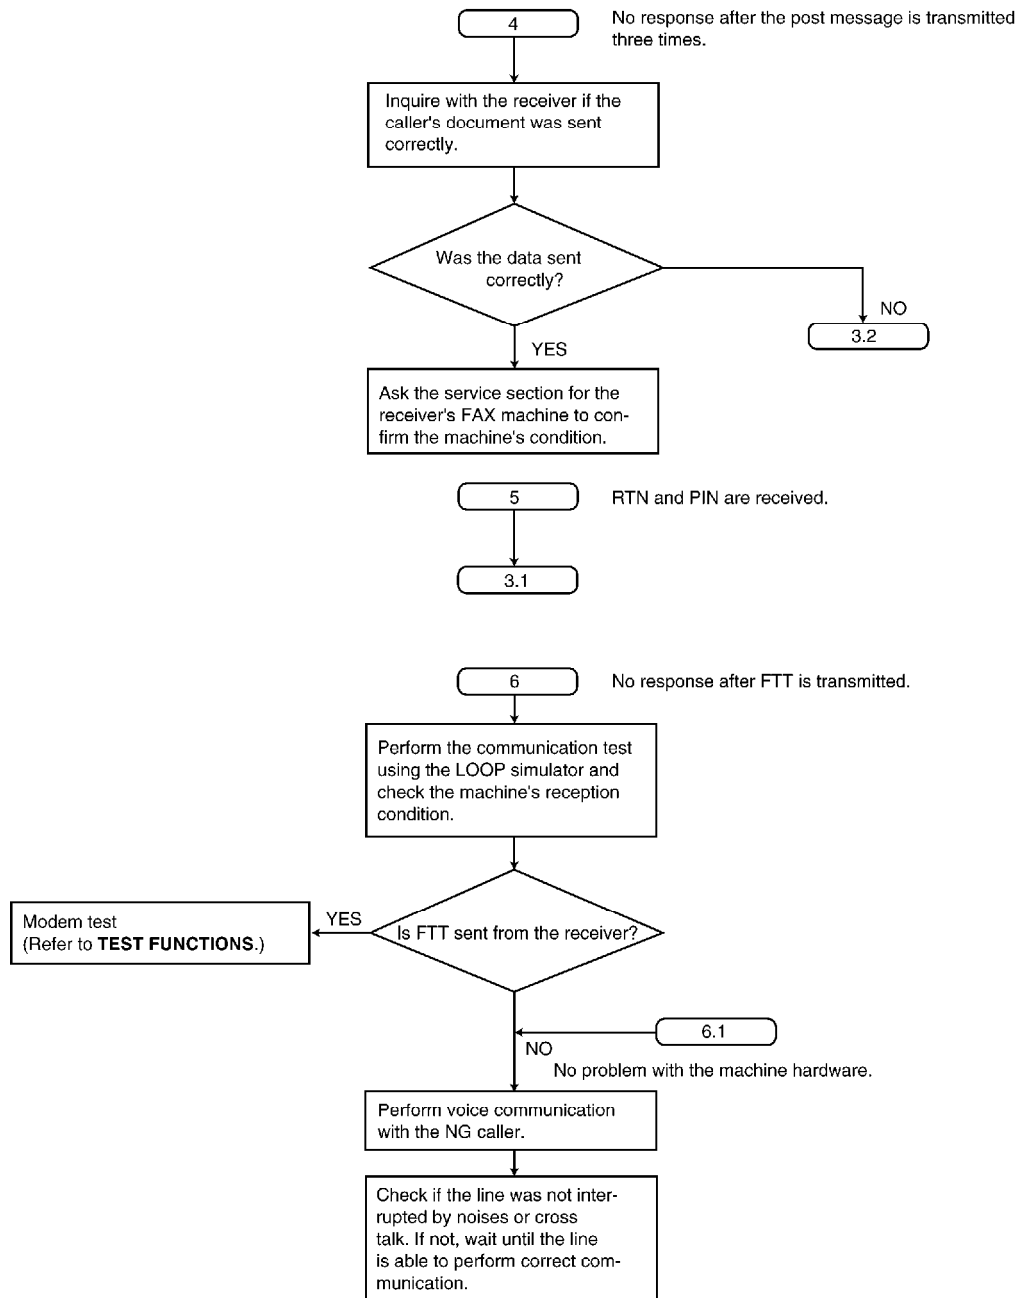 4
No response after the post message is transmitted
three times.
Inquire with the receiver if the
caller's document was sent
correctly.
Was the data sent
correctly?
NO
3.2
YES
Ask the service section for the
receiver's FAX machine to con-
firm the machine's condition.
5
RTN and PIN are received.
3.1
6
No response after FTT is transmitted.
Perform the communication test
using the LOOP simulator and
check the machine's reception
condition.
Modem test
(Refer to TEST FUNCTIONS.)
YES
Is FTT sent from the receiver?
6.1
NO
No problem with the machine hardware.
Perform voice communication
with the NG caller.
Check if the line was not inter-
rupted by noises or cross
talk. If not, wait until the line
is able to perform correct com-
munication.